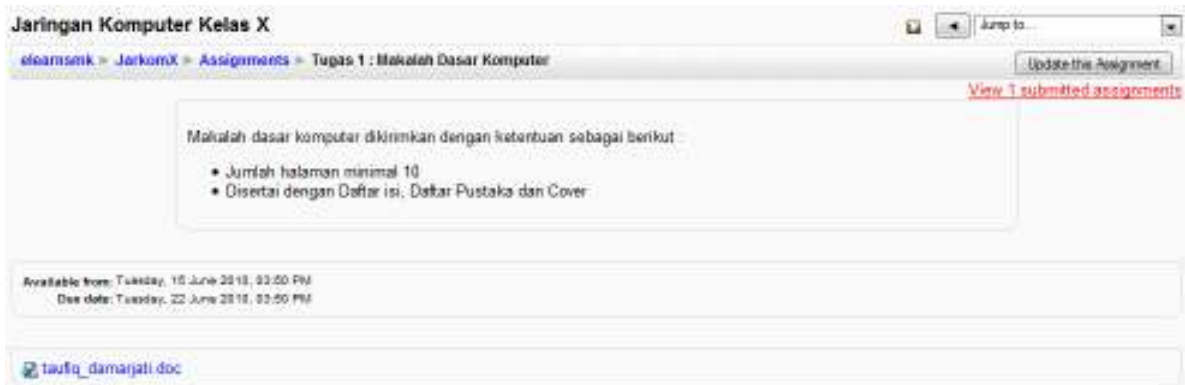 Jaringan Komputer Kelas X
Jump to...
elearnsmk ► JarkomX ► Assignments ► Tugas 1 : Makalah Dasar Komputer
Update this Assignment
View 1 submitted assignments
Makalah dasar komputer dikirimkan dengan ketentuan sebagai berikut :
• Jumlah halaman minimal 10
• Disertai dengan Daftar isi, Daftar Pustaka dan Cover
Available from: Tuesday, 15 June 2010, 03:50 PM
Due date: Tuesday, 22 June 2010, 03:50 PM
taufiq_damarjati.doc